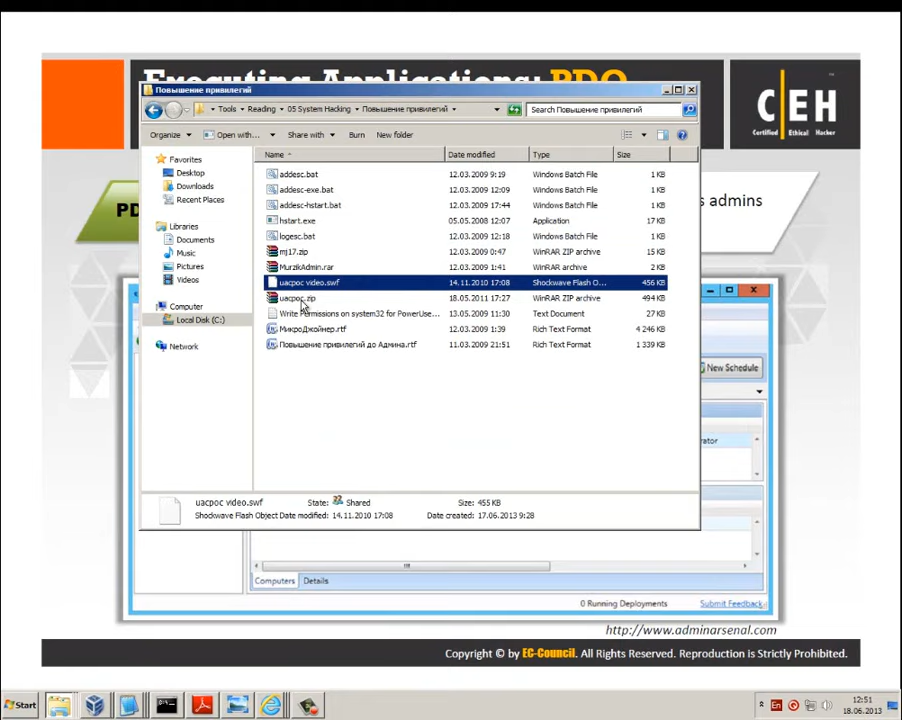 Executing Applications: PDQ
Повышение привилегий
Tools ▸ Reading ▸ 05 System Hacking ▸ Повышение привилегий ▸
Search Повышение привилегий
Organize
Open with...
Share with
Burn
New folder
C|EH
Certified Ethical Hacker
Favorites
Desktop
Downloads
Recent Places
Libraries
Documents
Music
Pictures
Videos
Computer
Local Disk (C:)
Network
Name Date modified Type Size
addesc.bat 12.03.2009 9:19 Windows Batch File 1 KB
addesc-exe.bat 12.03.2009 12:09 Windows Batch File 1 KB
addesc-hstart.bat 12.03.2009 17:44 Windows Batch File 1 KB
hstart.exe 05.05.2008 12:07 Application 17 KB
logesc.bat 12.03.2009 12:18 Windows Batch File 1 KB
mj17.zip 12.03.2009 0:47 WinRAR ZIP archive 15 KB
MurzikAdmin.rar 12.03.2009 1:41 WinRAR archive 2 KB
uacpoc video.swf 14.11.2010 17:08 Shockwave Flash O... 456 KB
uacpoc.zip 18.05.2011 17:27 WinRAR ZIP archive 494 KB
Write Permissions on system32 for PowerUse... 13.05.2009 11:30 Text Document 27 KB
МикроДжойнер.rtf 12.03.2009 1:39 Rich Text Format 4 246 KB
Повышение привилегий до Админа.rtf 11.03.2009 21:51 Rich Text Format 1 339 KB
PD
s admins
New Schedule
rator
uacpoc video.swf State: Shared Size: 455 KB
Shockwave Flash Object Date modified: 14.11.2010 17:08 Date created: 17.06.2013 9:28
Computers Details
0 Running Deployments Submit Feedback
http://www.adminarsenal.com
Copyright © by EC-Council. All Rights Reserved. Reproduction is Strictly Prohibited.
Start
En
12:51
18.06.2013